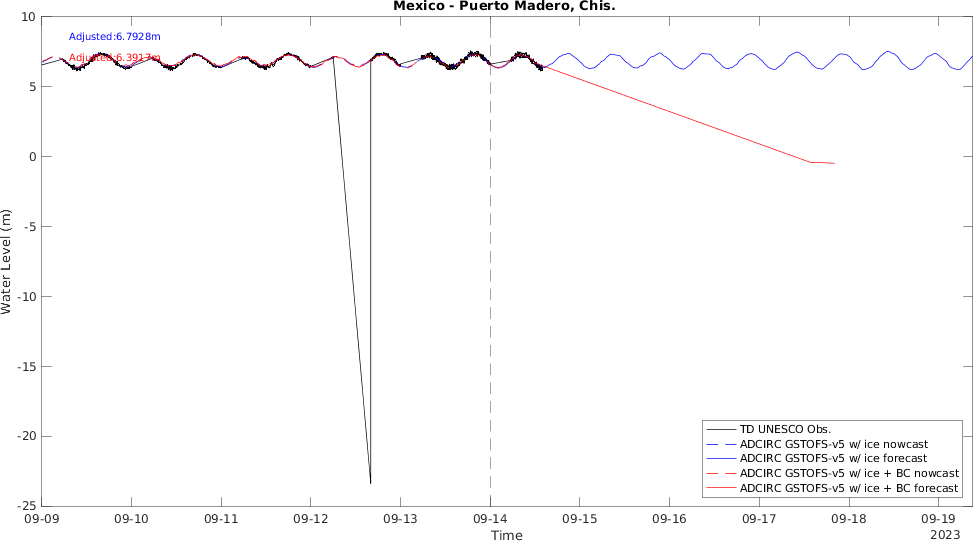 Mexico - Puerto Madero, Chis.
10
5
0
-5
-10
-15
-20
-25
Water Level (m)
Adjusted:6.7928m
Adjusted:6.3917m
TD UNESCO Obs.
ADCIRC GSTOFS-v5 w/ ice nowcast
ADCIRC GSTOFS-v5 w/ ice forecast
ADCIRC GSTOFS-v5 w/ ice + BC nowcast
ADCIRC GSTOFS-v5 w/ ice + BC forecast
09-09 09-10 09-11 09-12 09-13 09-14 09-15 09-16 09-17 09-18 09-19
Time
2023